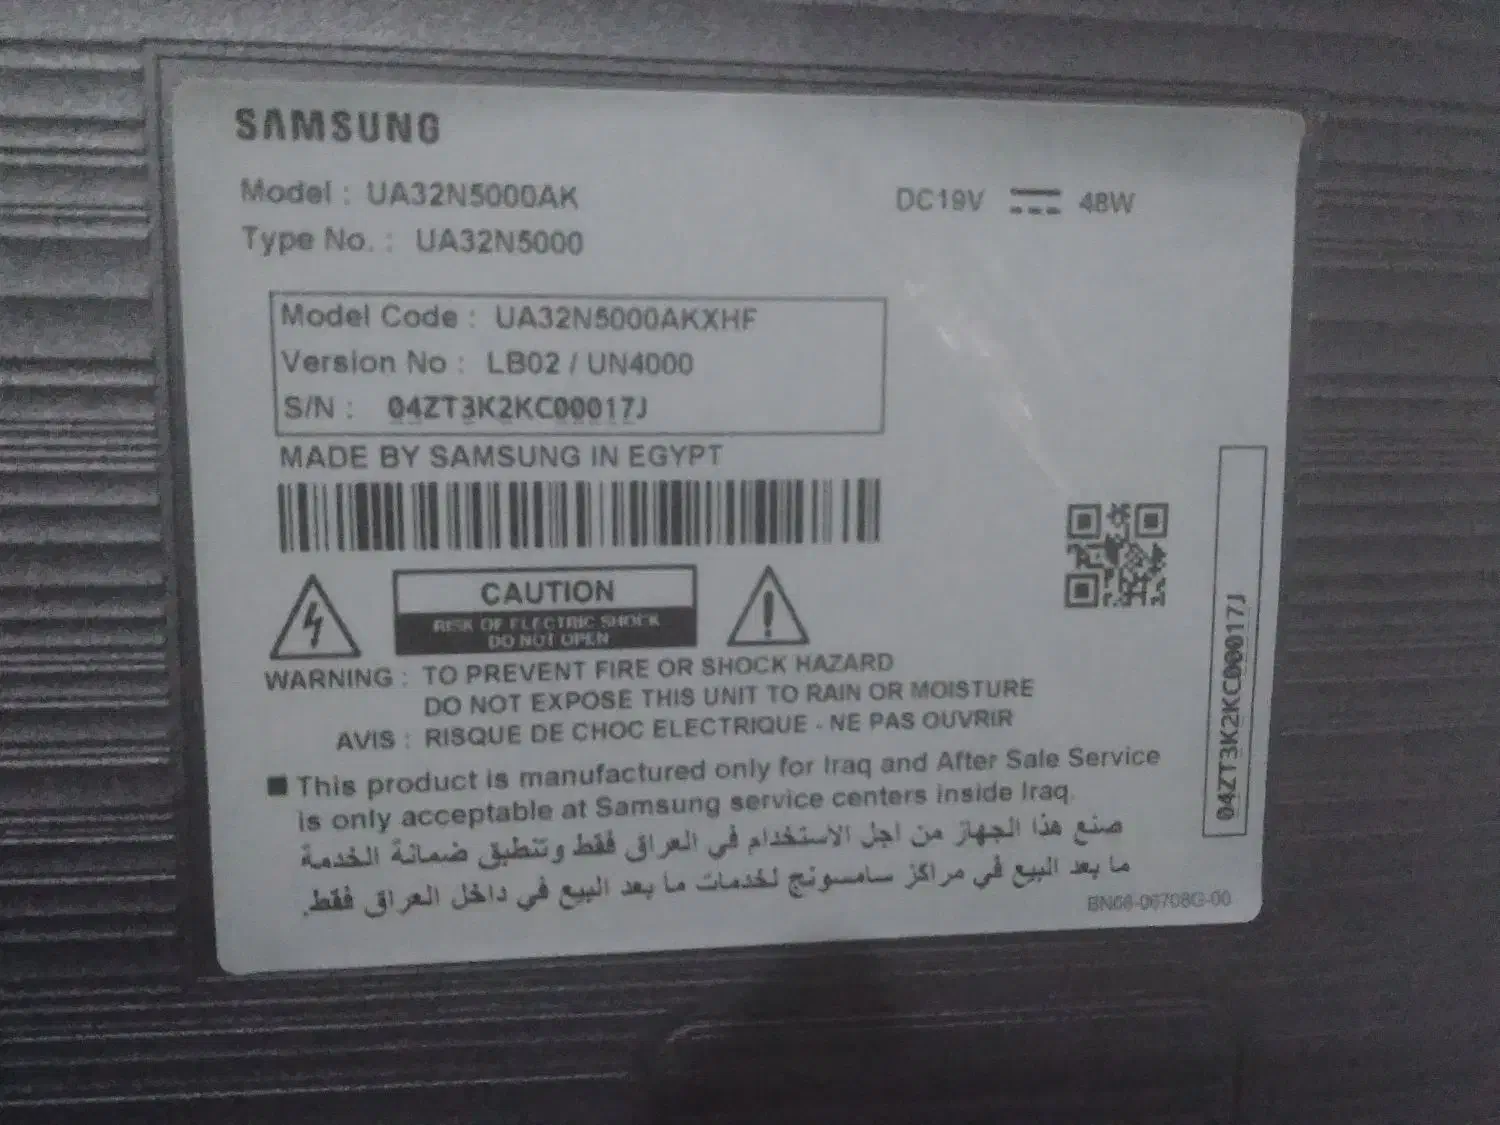 SAMSUNG
Model : UA32N5000AK
DC19V 48W
Type No. : UA32N5000
Model Code : UA32N5000AKXHF
Version No : LB02 / UN4000
S/N : 04ZT3K2KC00017J
MADE BY SAMSUNG IN EGYPT
CAUTION
RISK OF ELECTRIC SHOCK
DO NOT OPEN
WARNING : TO PREVENT FIRE OR SHOCK HAZARD
DO NOT EXPOSE THIS UNIT TO RAIN OR MOISTURE
AVIS : RISQUE DE CHOC ELECTRIQUE - NE PAS OUVRIR
This product is manufactured only for Iraq and After Sale Service
is only acceptable at Samsung service centers inside Iraq.
صنع هذا الجهاز من اجل الاستخدام في العراق فقط وتنطبق ضمانة الخدمة
ما بعد البيع في مراكز سامسونج لخدمات ما بعد البيع في داخل العراق فقط.
BN68-06708G-00
04ZT3K2KC00017J